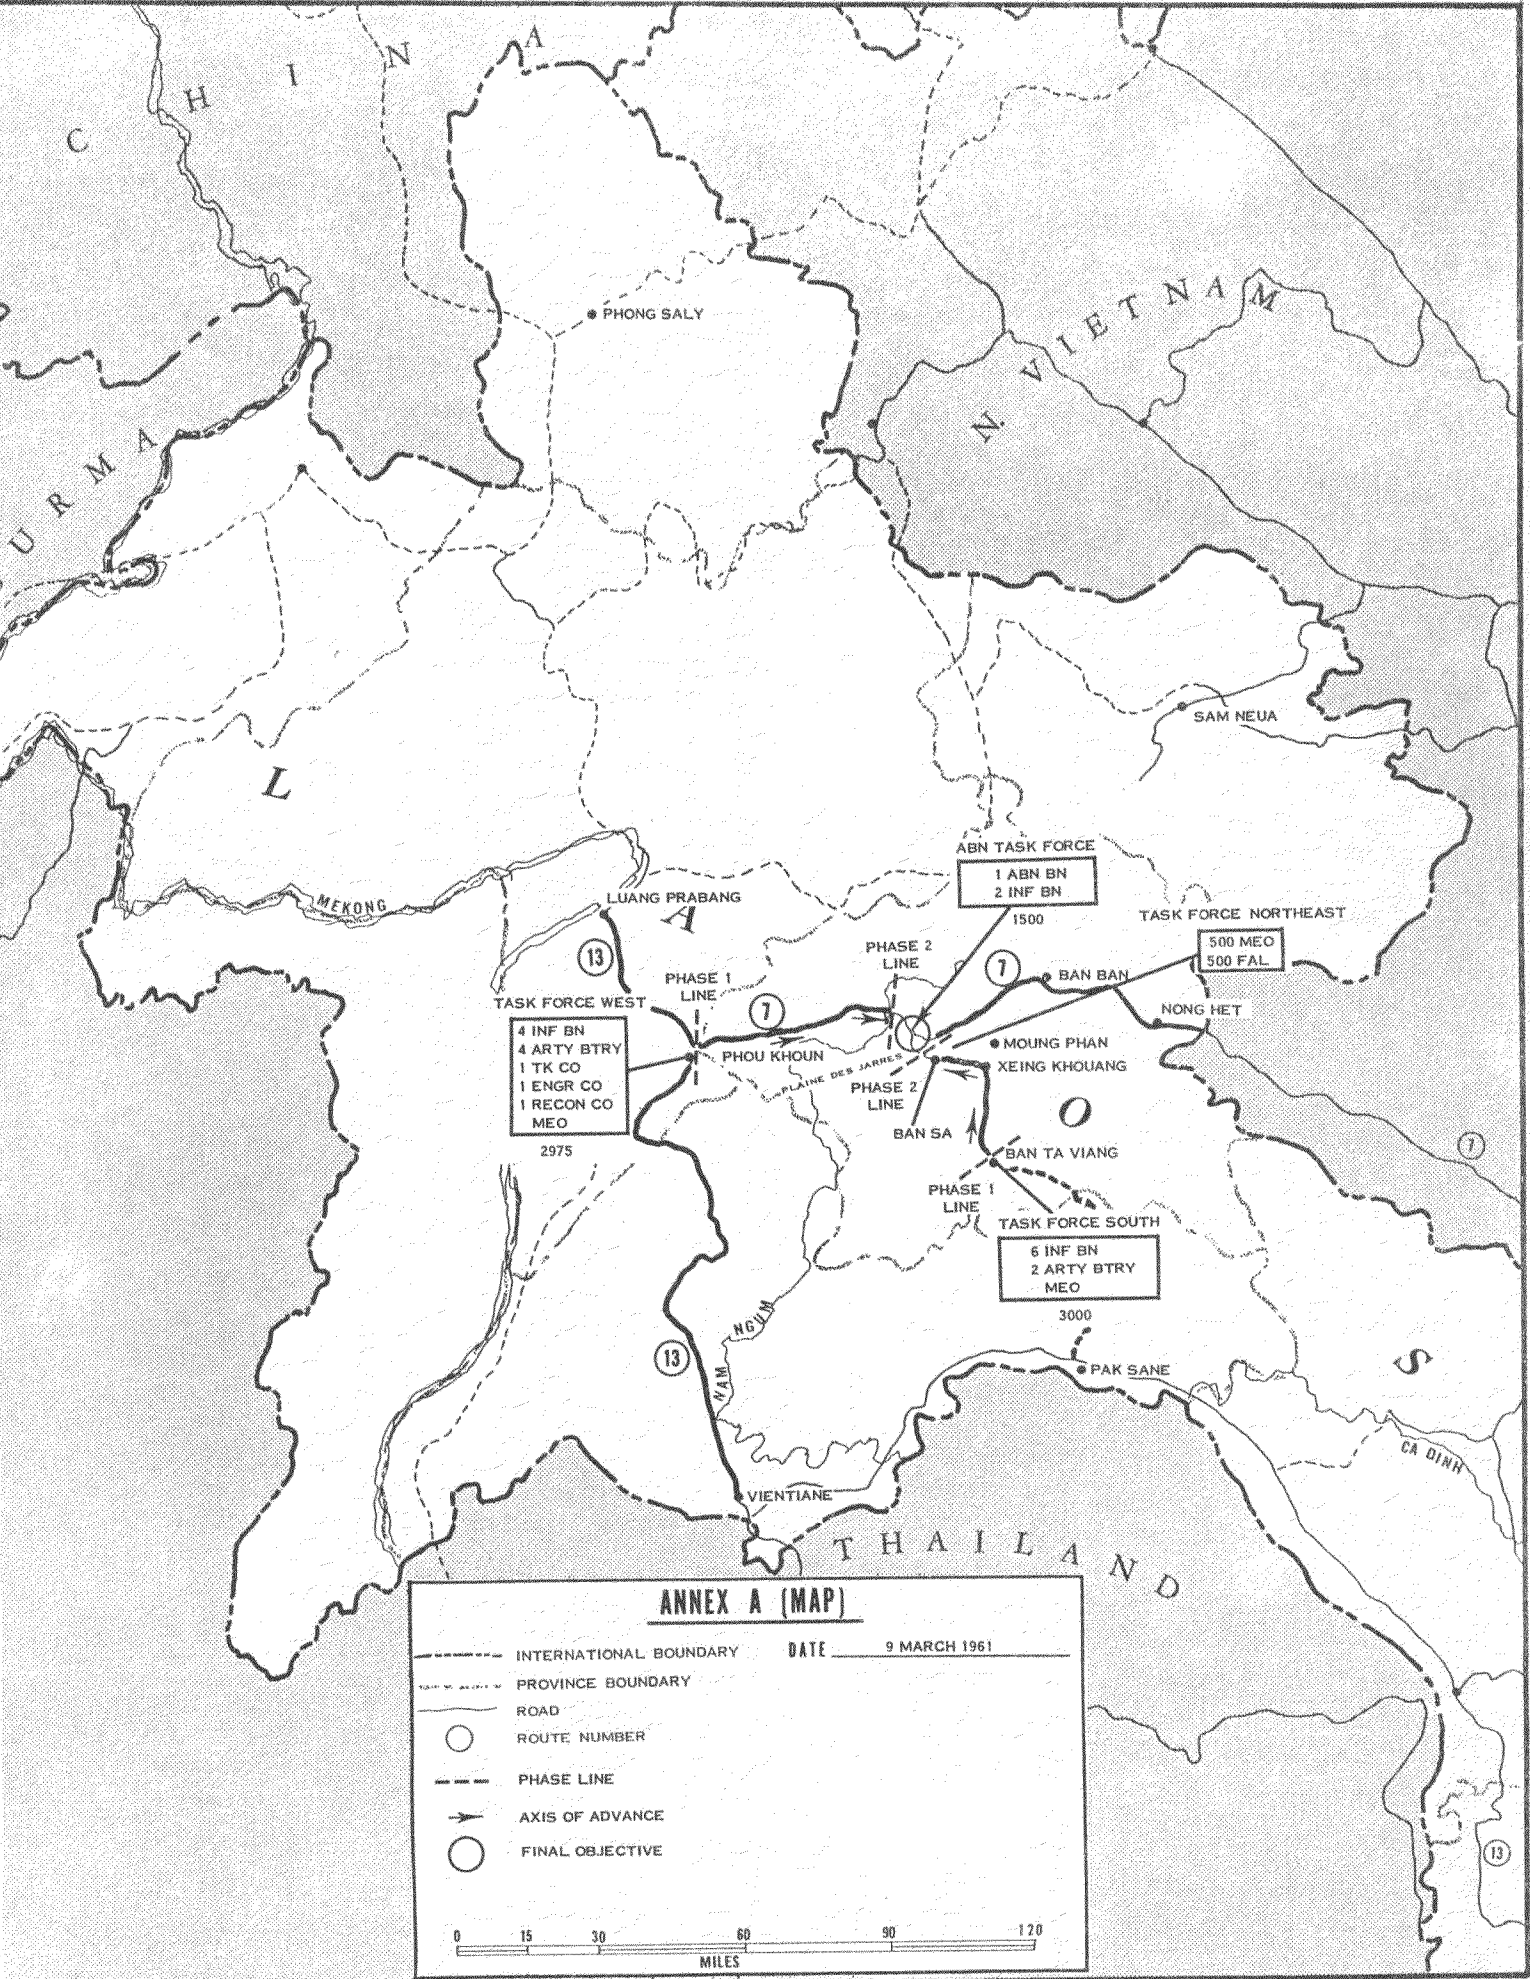 C H I N A
PHONG SALY
N. VIETNAM
BURMA
SAM NEUA
L A O S
MEKONG
LUANG PRABANG
13
ABN TASK FORCE
1 ABN BN
2 INF BN
1500
TASK FORCE NORTHEAST
500 MEO
500 FAL
PHASE 2
LINE
7
BAN BAN
PHASE 1
LINE
7
NONG HET
TASK FORCE WEST
4 INF BN
4 ARTY BTRY
1 TK CO
1 ENGR CO
1 RECON CO
MEO
2975
PHOU KHOUN
MOUNG PHAN
PLAINE DES JARRES
XEING KHOUANG
PHASE 2
LINE
BAN SA
BAN TA VIANG
7
PHASE 1
LINE
TASK FORCE SOUTH
6 INF BN
2 ARTY BTRY
MEO
3000
NAM NGUM
13
PAK SANE
CA DINH
VIENTIANE
THAILAND
ANNEX A (MAP)
INTERNATIONAL BOUNDARY
DATE 9 MARCH 1961
PROVINCE BOUNDARY
ROAD
ROUTE NUMBER
PHASE LINE
AXIS OF ADVANCE
FINAL OBJECTIVE
13
0 15 30 60 90 120
MILES